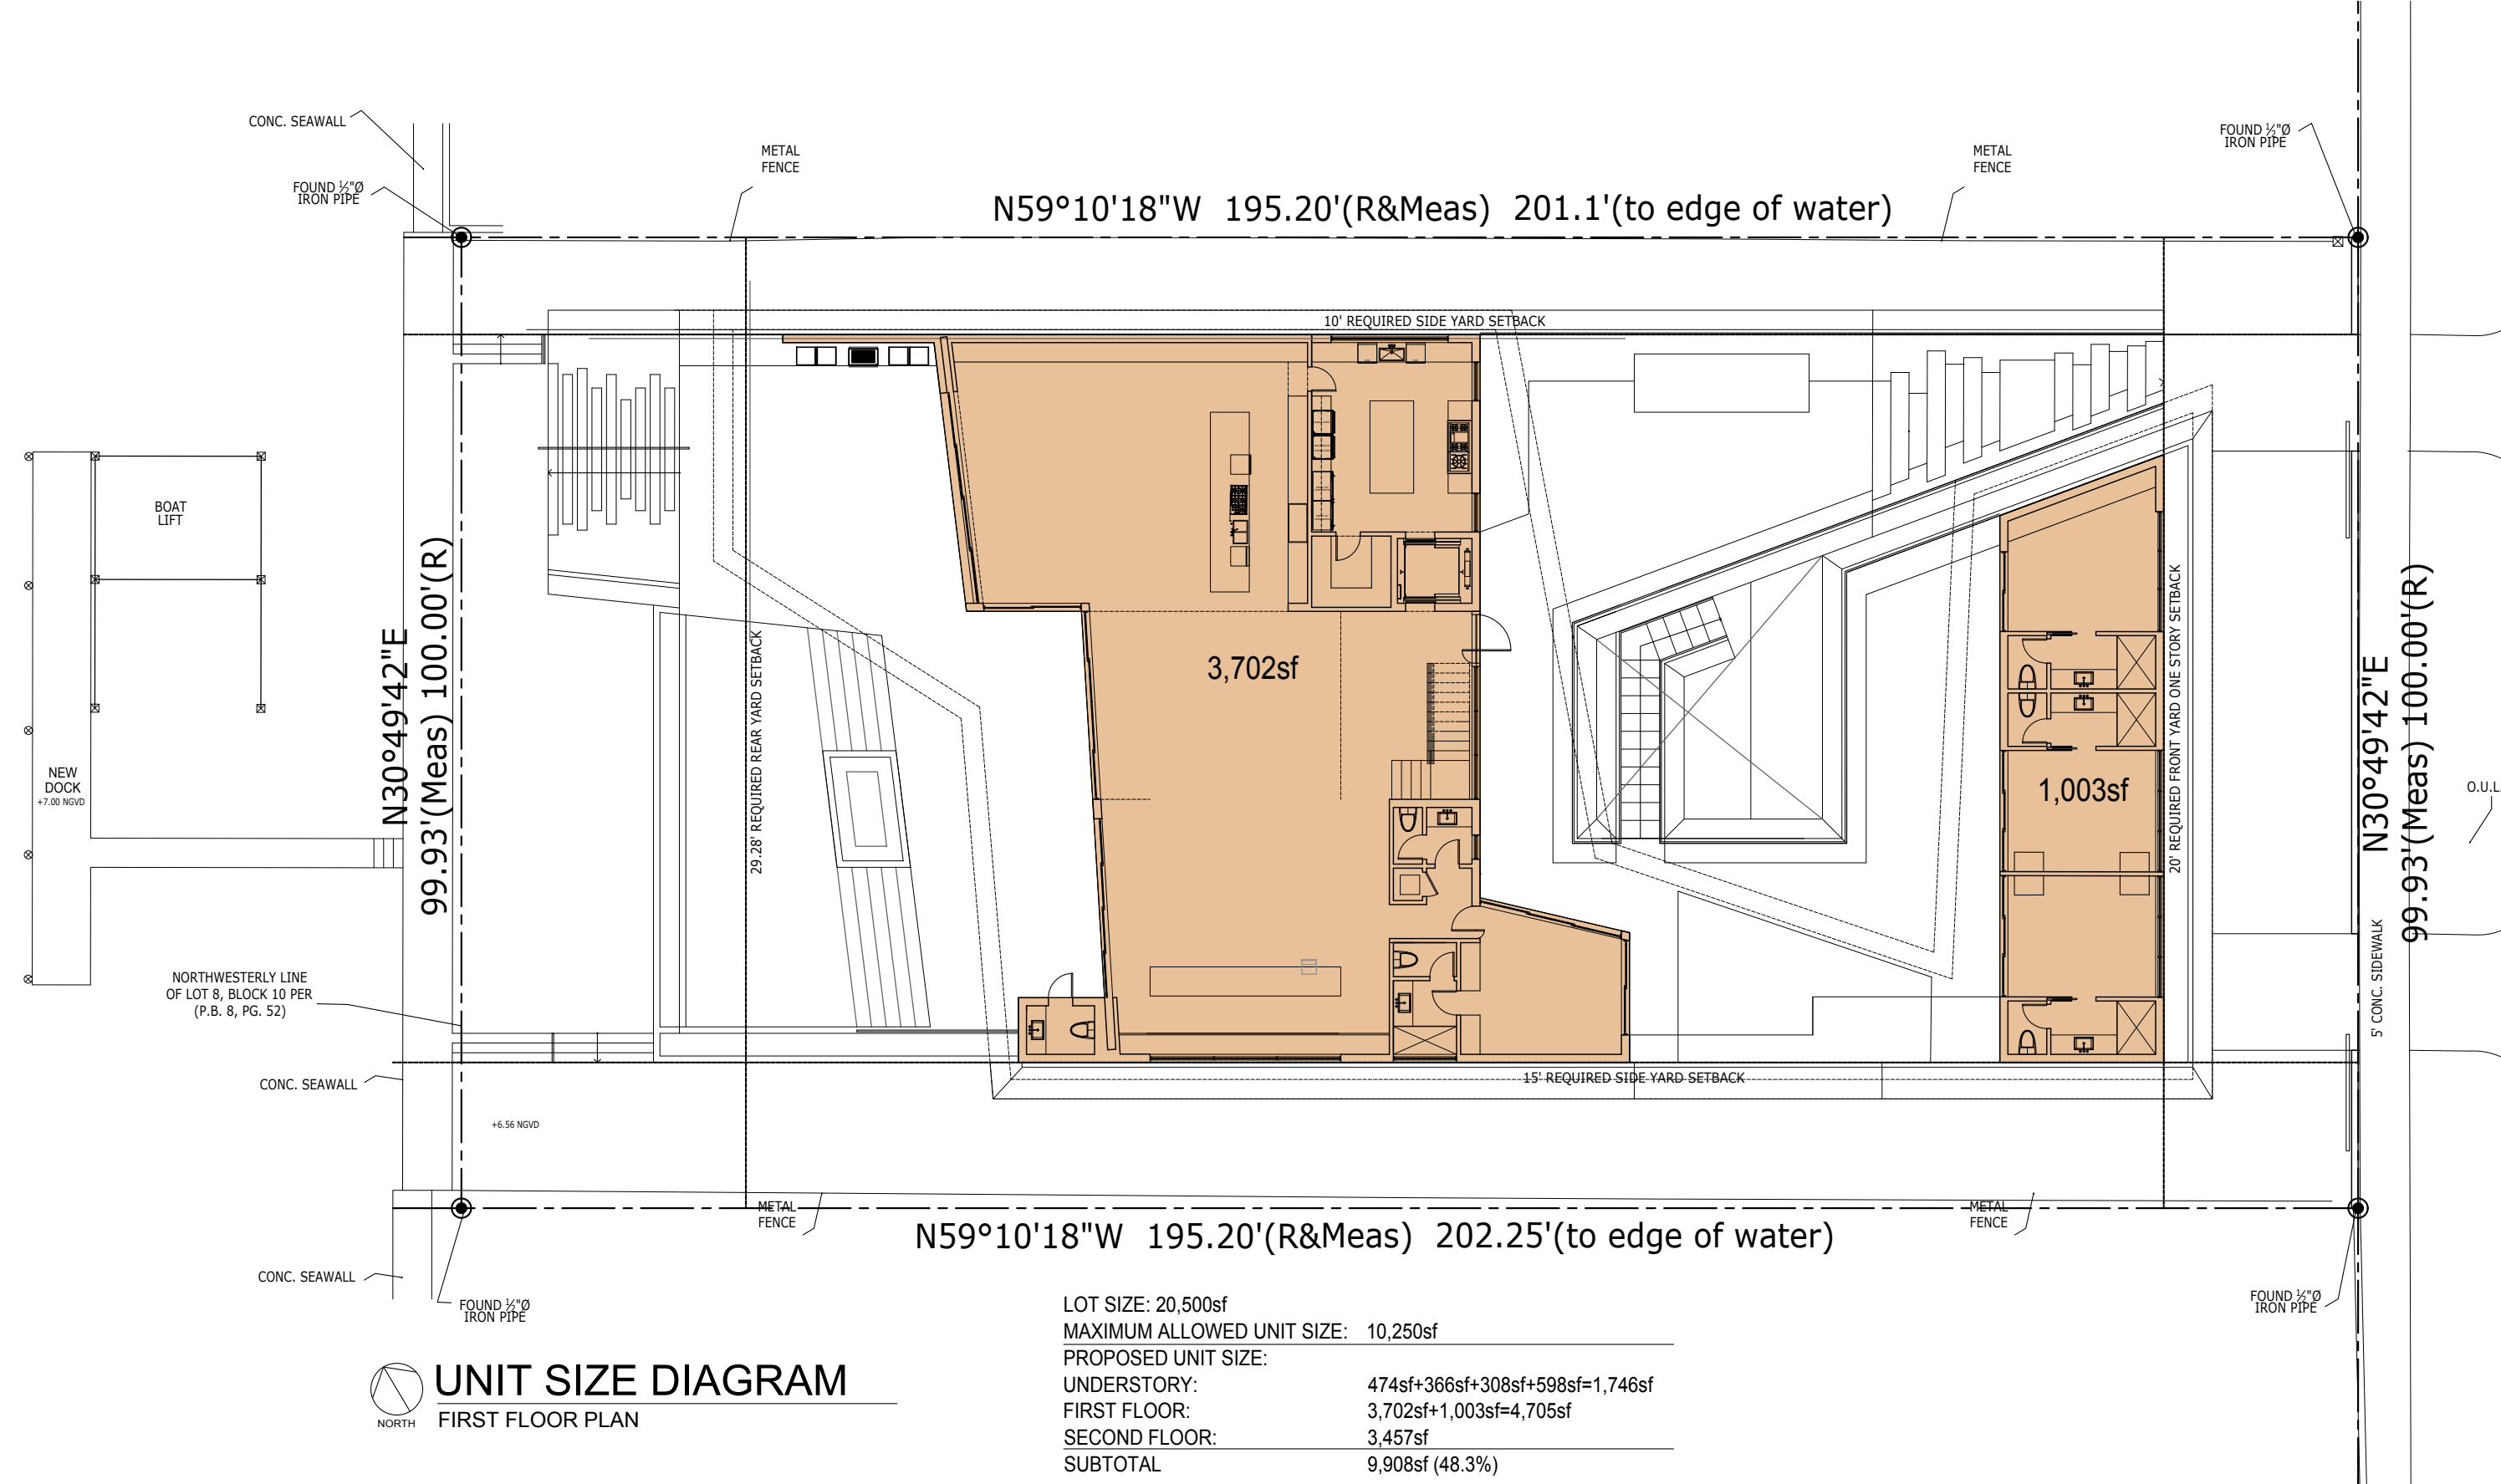 CONC. SEAWALL
FOUND ½"Ø
IRON PIPE
METAL
FENCE
METAL
FENCE
FOUND ½"Ø
IRON PIPE
N59°10'18"W 195.20'(R&Meas) 201.1'(to edge of water)
10' REQUIRED SIDE YARD SETBACK
BOAT
LIFT
NEW
DOCK
+7.00 NGVD
N30°49'42"E
99.93'(Meas) 100.00'(R)
29.28' REQUIRED REAR YARD SETBACK
3,702sf
1,003sf
20' REQUIRED FRONT YARD ONE STORY SETBACK
N30°49'42"E
99.93'(Meas) 100.00'(R)
O.U.L.
5' CONC. SIDEWALK
NORTHWESTERLY LINE
OF LOT 8, BLOCK 10 PER
(P.B. 8, PG. 52)
CONC. SEAWALL
15' REQUIRED SIDE YARD SETBACK
+6.56 NGVD
METAL
FENCE
METAL
FENCE
N59°10'18"W 195.20'(R&Meas) 202.25'(to edge of water)
CONC. SEAWALL
FOUND ½"Ø
IRON PIPE
FOUND ½"Ø
IRON PIPE
NORTH
UNIT SIZE DIAGRAM
FIRST FLOOR PLAN
LOT SIZE: 20,500sf
MAXIMUM ALLOWED UNIT SIZE: 10,250sf
PROPOSED UNIT SIZE:
UNDERSTORY: 474sf+366sf+308sf+598sf=1,746sf
FIRST FLOOR: 3,702sf+1,003sf=4,705sf
SECOND FLOOR: 3,457sf
SUBTOTAL 9,908sf (48.3%)